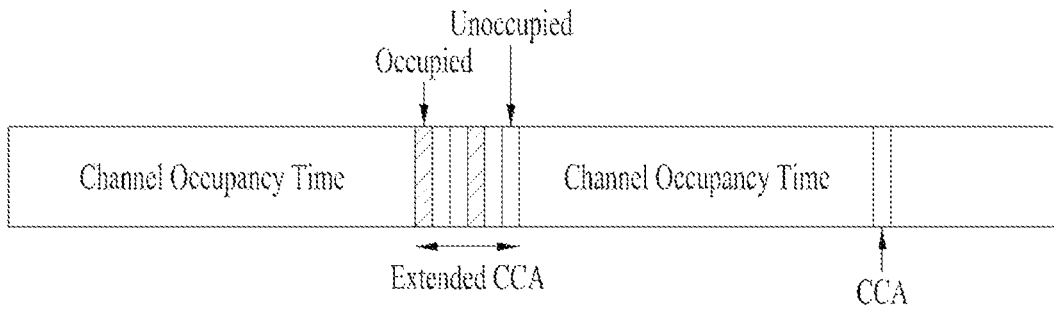 Unoccupied
Occupied
Channel Occupancy Time
Channel Occupancy Time
Extended CCA
CCA